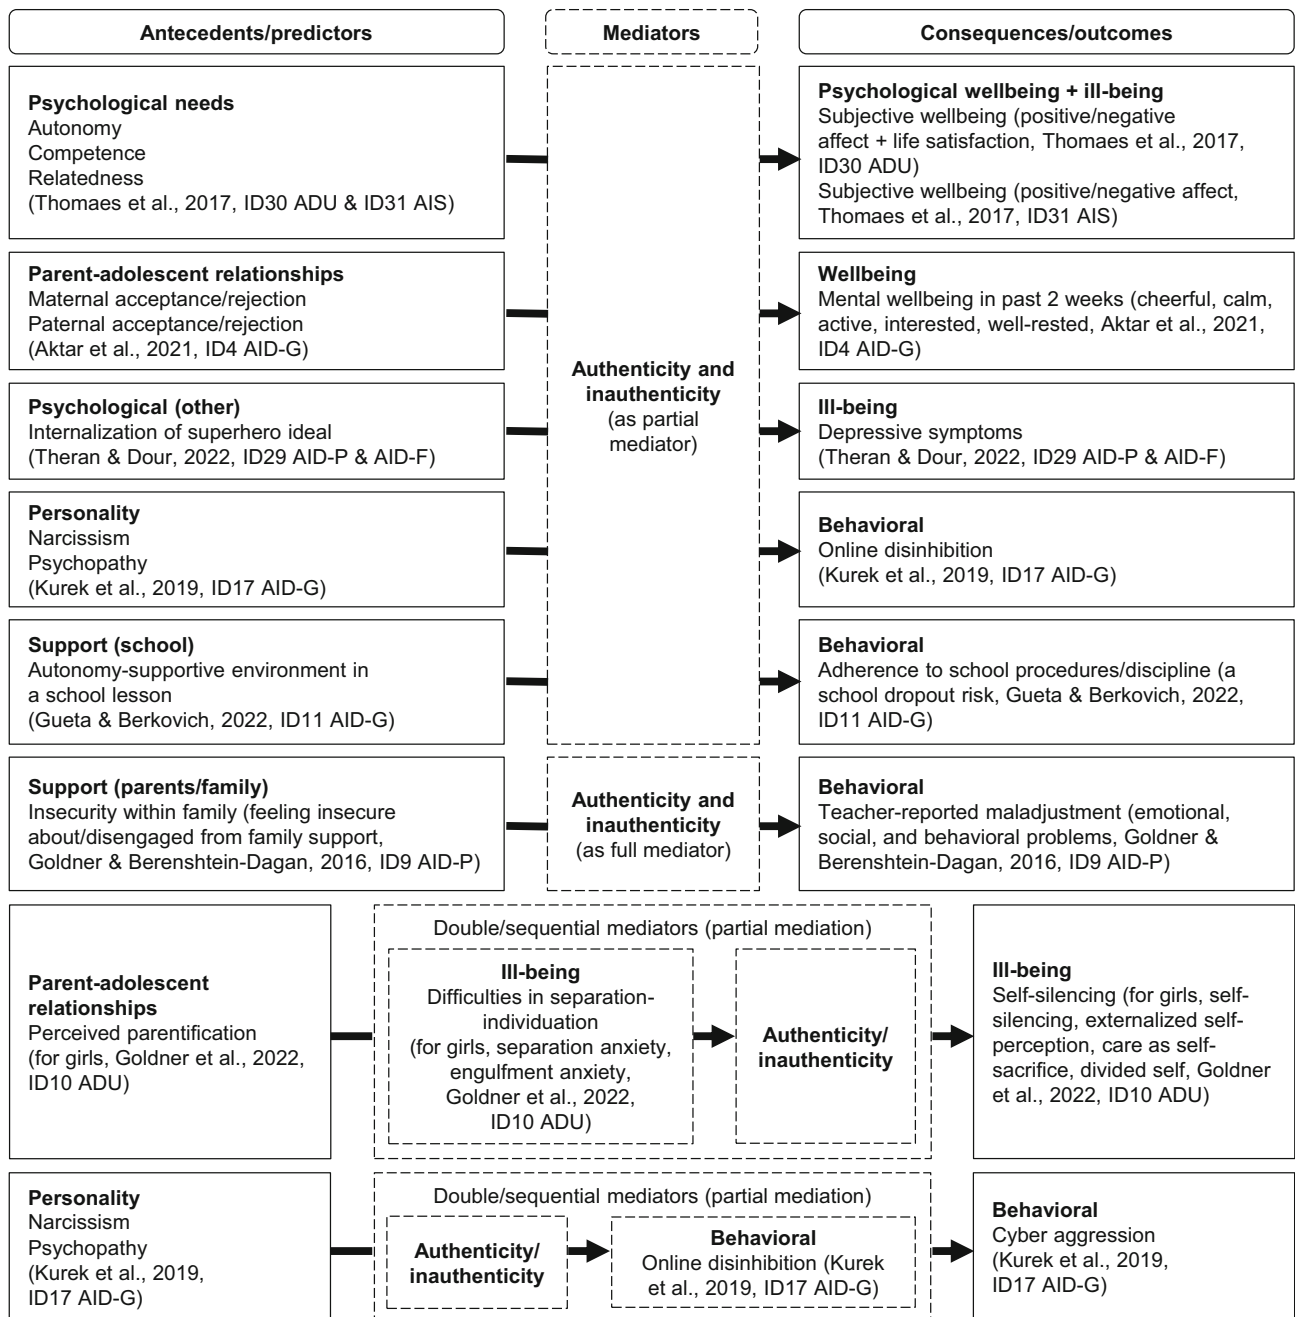 Antecedents/predictors
Mediators
Consequences/outcomes
Psychological needs
Autonomy
Competence
Relatedness
(Thomaes et al., 2017, ID30 ADU & ID31 AIS)
Psychological wellbeing + ill-being
Subjective wellbeing (positive/negative
affect + life satisfaction, Thomaes et al., 2017,
ID30 ADU)
Subjective wellbeing (positive/negative affect,
Thomaes et al., 2017, ID31 AIS)
Parent-adolescent relationships
Maternal acceptance/rejection
Paternal acceptance/rejection
(Aktar et al., 2021, ID4 AID-G)
Wellbeing
Mental wellbeing in past 2 weeks (cheerful, calm,
active, interested, well-rested, Aktar et al., 2021,
ID4 AID-G)
Authenticity and
inauthenticity
(as partial
mediator)
Psychological (other)
Internalization of superhero ideal
(Theran & Dour, 2022, ID29 AID-P & AID-F)
Ill-being
Depressive symptoms
(Theran & Dour, 2022, ID29 AID-P & AID-F)
Personality
Narcissism
Psychopathy
(Kurek et al., 2019, ID17 AID-G)
Behavioral
Online disinhibition
(Kurek et al., 2019, ID17 AID-G)
Support (school)
Autonomy-supportive environment in
a school lesson
(Gueta & Berkovich, 2022, ID11 AID-G)
Behavioral
Adherence to school procedures/discipline (a
school dropout risk, Gueta & Berkovich, 2022,
ID11 AID-G)
Support (parents/family)
Insecurity within family (feeling insecure
about/disengaged from family support,
Goldner & Berenshtein-Dagan, 2016, ID9 AID-P)
Authenticity and
inauthenticity
(as full mediator)
Behavioral
Teacher-reported maladjustment (emotional,
social, and behavioral problems, Goldner &
Berenshtein-Dagan, 2016, ID9 AID-P)
Parent-adolescent
relationships
Perceived parentification
(for girls, Goldner et al., 2022,
ID10 ADU)
Double/sequential mediators (partial mediation)
Ill-being
Difficulties in separation-
individuation
(for girls, separation anxiety,
engulfment anxiety,
Goldner et al., 2022,
ID10 ADU)
Authenticity/
inauthenticity
Ill-being
Self-silencing (for girls, self-
silencing, externalized self-
perception, care as self-
sacrifice, divided self, Goldner
et al., 2022, ID10 ADU)
Personality
Narcissism
Psychopathy
(Kurek et al., 2019,
ID17 AID-G)
Double/sequential mediators (partial mediation)
Authenticity/
inauthenticity
Behavioral
Online disinhibition (Kurek
et al., 2019, ID17 AID-G)
Behavioral
Cyber aggression
(Kurek et al., 2019,
ID17 AID-G)